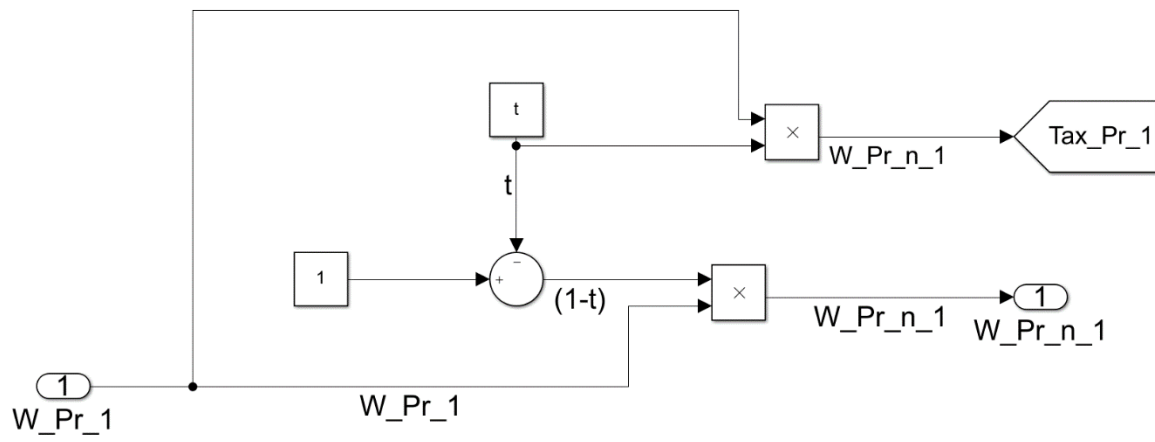 t
×
W_Pr_n_1
Tax_Pr_1
t
1
+
−
(1-t)
×
W_Pr_n_1
1
W_Pr_n_1
1
W_Pr_1
W_Pr_1